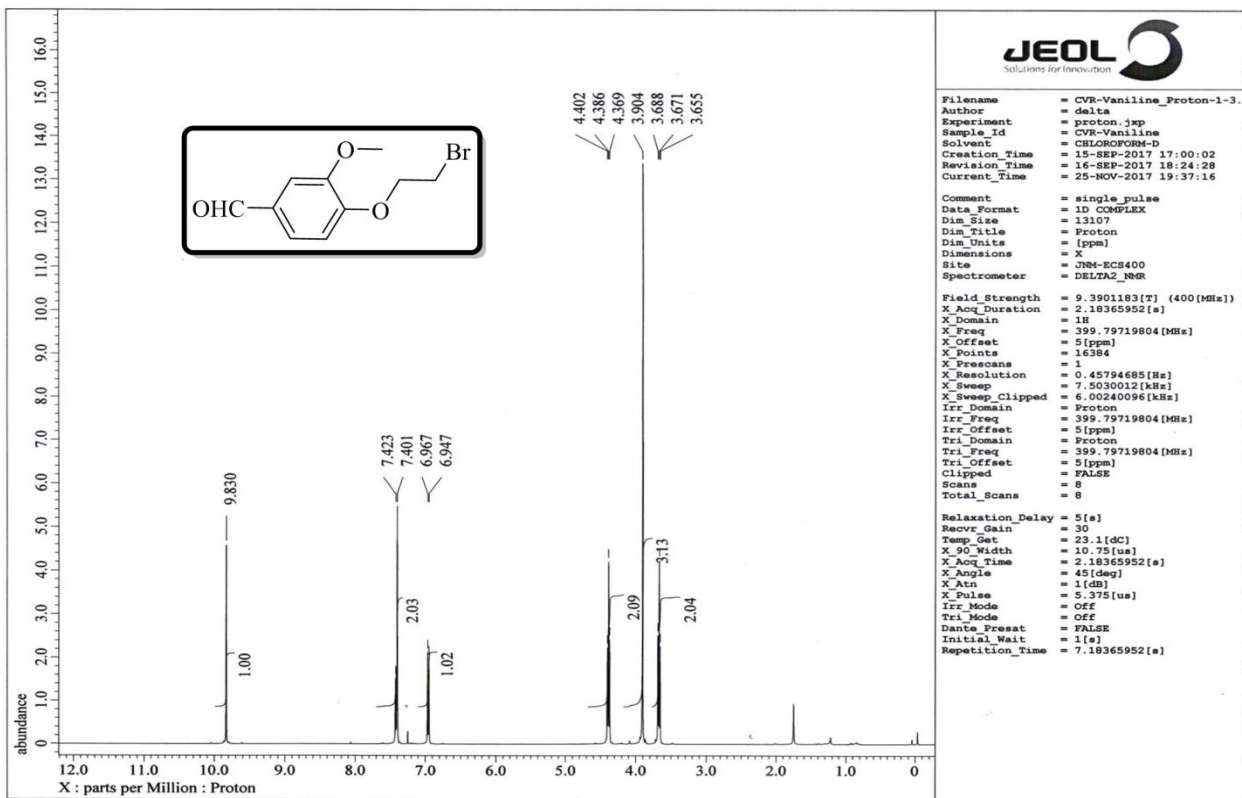 JEOL
Solutions for Innovation
Filename = CVR-Vaniline_Proton-1-3.
Author = delta
Experiment = proton.jxp
Sample_Id = CVR-Vaniline
Solvent = CHLOROFORM-D
Creation_Time = 15-SEP-2017 17:00:02
Revision_Time = 16-SEP-2017 18:24:28
Current_Time = 25-NOV-2017 19:37:16
Comment = single_pulse
Data_Format = 1D COMPLEX
Dim_Size = 13107
Dim_Title = Proton
Dim_Units = [ppm]
Dimensions = X
Site = JNM-ECS400
Spectrometer = DELTA2_NMR
Field_Strength = 9.3901183[T] (400[MHz])
X_Acq_Duration = 2.18365952[s]
X_Domain = 1H
X_Freq = 399.79719804[MHz]
X_Offset = 5[ppm]
X_Points = 16384
X_Prescans = 1
X_Resolution = 0.45794685[Hz]
X_Sweep = 7.5030012[kHz]
X_Sweep_Clipped = 6.00240096[kHz]
Irr_Domain = Proton
Irr_Freq = 399.79719804[MHz]
Irr_Offset = 5[ppm]
Tri_Domain = Proton
Tri_Freq = 399.79719804[MHz]
Tri_Offset = 5[ppm]
Clipped = FALSE
Scans = 8
Total_Scans = 8
Relaxation_Delay = 5[s]
Recvr_Gain = 30
Temp_Get = 23.1[dC]
X_90_Width = 10.75[us]
X_Acq_Time = 2.18365952[s]
X_Angle = 45[deg]
X_Atn = 1[dB]
X_Pulse = 5.375[us]
Irr_Mode = Off
Tri_Mode = Off
Dante_Presat = FALSE
Initial_Wait = 1[s]
Repetition_Time = 7.18365952[s]
16.0
15.0
14.0
13.0
12.0
11.0
10.0
9.0
8.0
7.0
6.0
5.0
4.0
3.0
2.0
1.0
0
abundance
O
Br
OHC
O
9.830
7.423
7.401
6.967
6.947
4.402
4.386
4.369
3.904
3.688
3.671
3.655
1.00
2.03
1.02
2.09
3.13
2.04
12.0 11.0 10.0 9.0 8.0 7.0 6.0 5.0 4.0 3.0 2.0 1.0 0
X : parts per Million : Proton